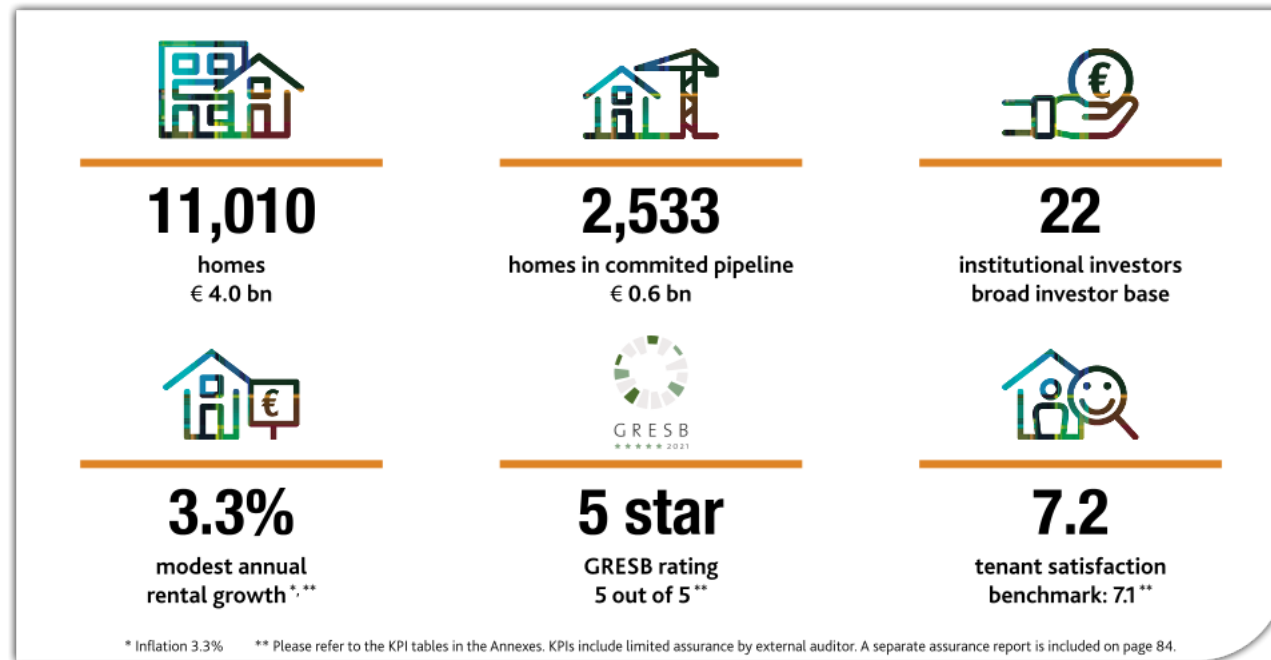 €
11,010
homes
€ 4.0 bn
2,533
homes in commited pipeline
€ 0.6 bn
22
institutional investors
broad investor base
€
3.3%
modest annual
rental growth*, **
GRESB
★★★★★ 2021
5 star
GRESB rating
5 out of 5**
7.2
tenant satisfaction
benchmark: 7.1**
* Inflation 3.3% ** Please refer to the KPI tables in the Annexes. KPIs include limited assurance by external auditor. A separate assurance report is included on page 84.